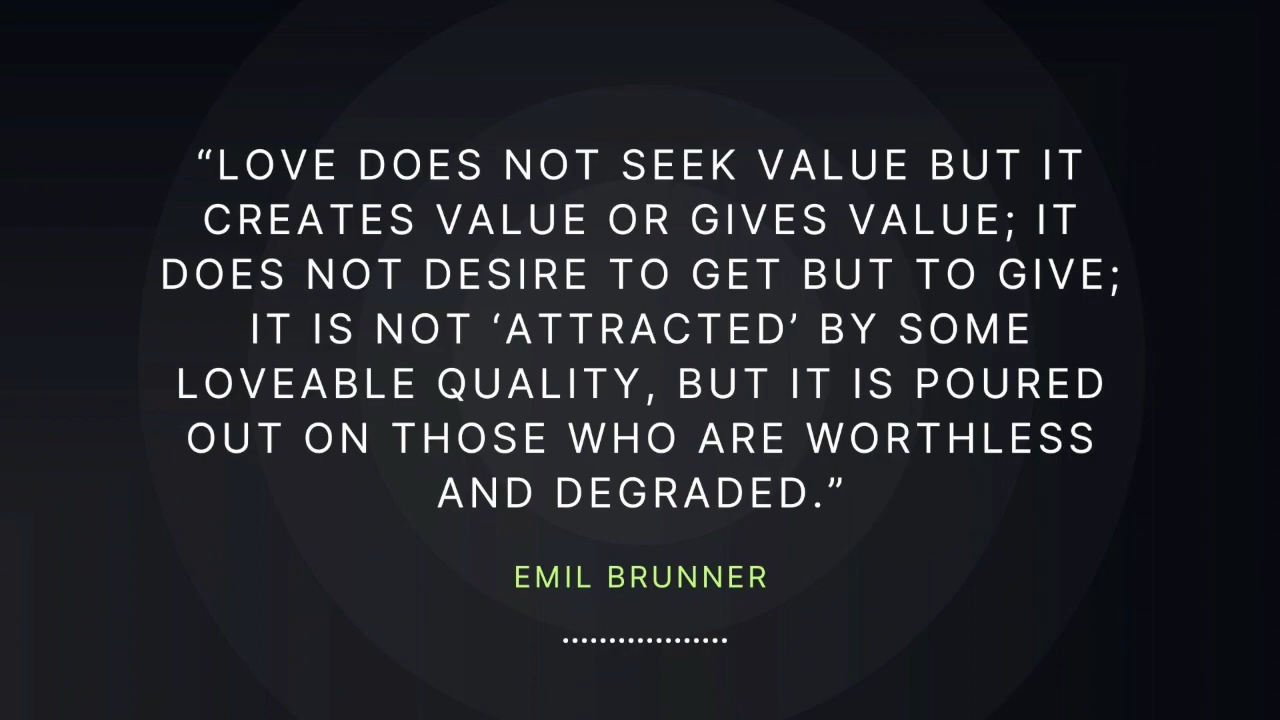 “LOVE DOES NOT SEEK VALUE BUT IT
CREATES VALUE OR GIVES VALUE; IT
DOES NOT DESIRE TO GET BUT TO GIVE;
IT IS NOT ‘ATTRACTED’ BY SOME
LOVEABLE QUALITY, BUT IT IS POURED
OUT ON THOSE WHO ARE WORTHLESS
AND DEGRADED.”
EMIL BRUNNER